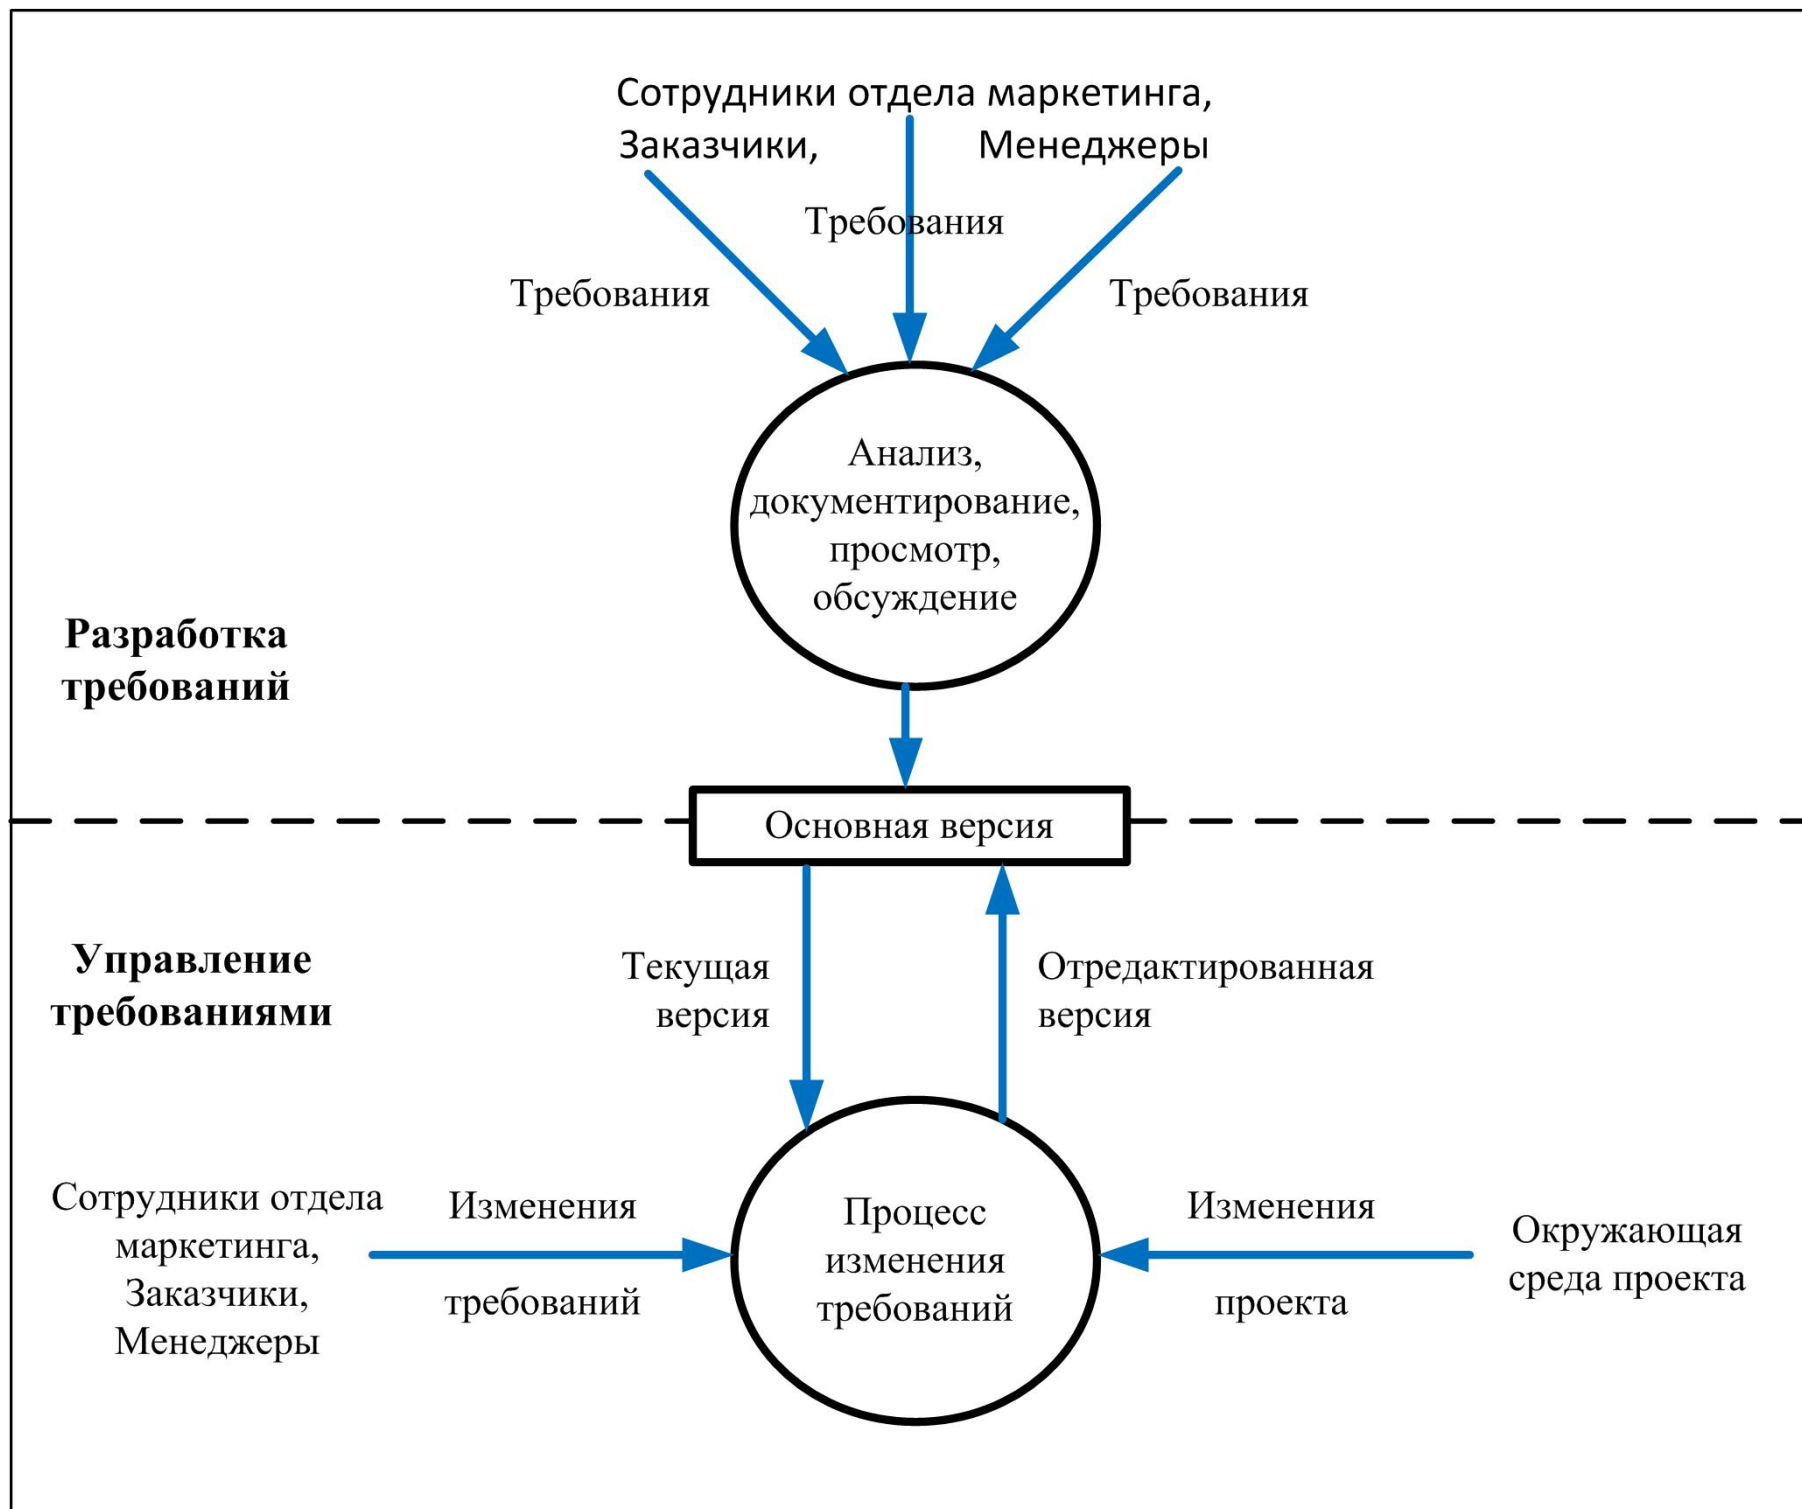 Сотрудники отдела маркетинга,
Заказчики, Менеджеры
Требования
Требования
Требования
Анализ,
документирование,
просмотр,
обсуждение
Разработка
требований
Основная версия
Управление
требованиями
Текущая
версия
Отредактированная
версия
Сотрудники отдела
маркетинга,
Заказчики,
Менеджеры
Изменения
требований
Процесс
изменения
требований
Изменения
проекта
Окружающая
среда проекта